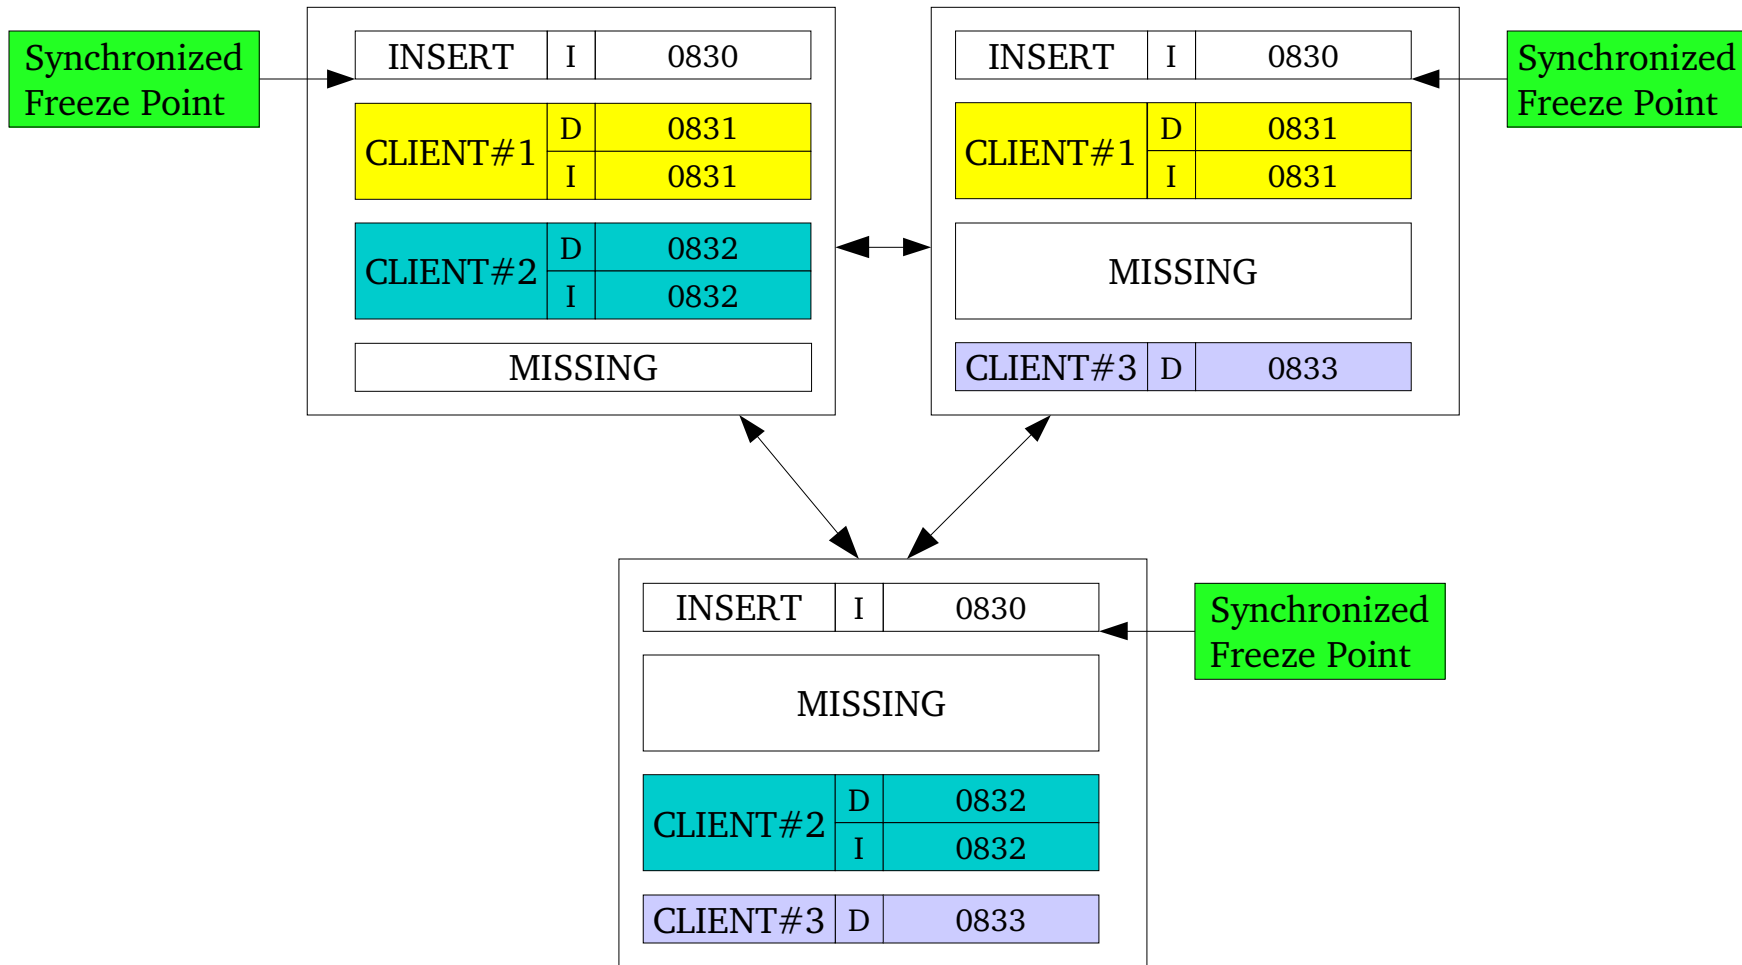 Synchronized
Freeze Point
INSERT I 0830
CLIENT#1
D 0831
I 0831
CLIENT#2
D 0832
I 0832
MISSING
INSERT I 0830
CLIENT#1
D 0831
I 0831
MISSING
CLIENT#3 D 0833
Synchronized
Freeze Point
INSERT I 0830
MISSING
CLIENT#2
D 0832
I 0832
CLIENT#3 D 0833
Synchronized
Freeze Point